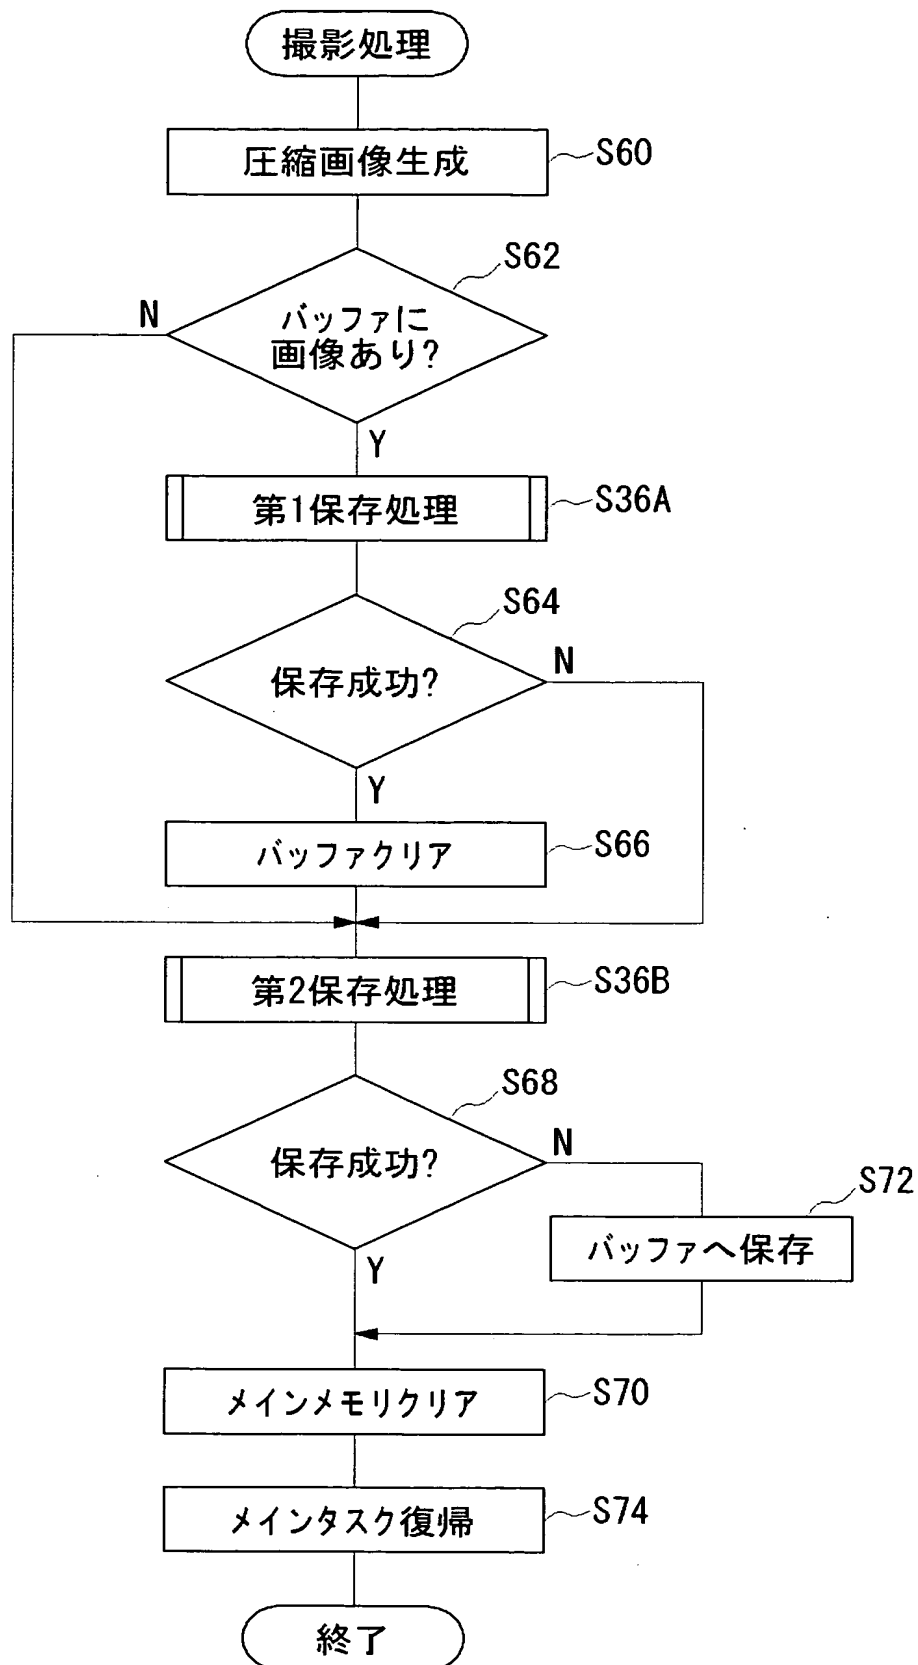 撮影処理
圧縮画像生成
S60
S62
N
バッファに
画像あり?
Y
第1保存処理
S36A
S64
保存成功?
N
Y
バッファクリア
S66
第2保存処理
S36B
S68
保存成功?
N
S72
バッファへ保存
Y
メインメモリクリア
S70
メインタスク復帰
S74
終了